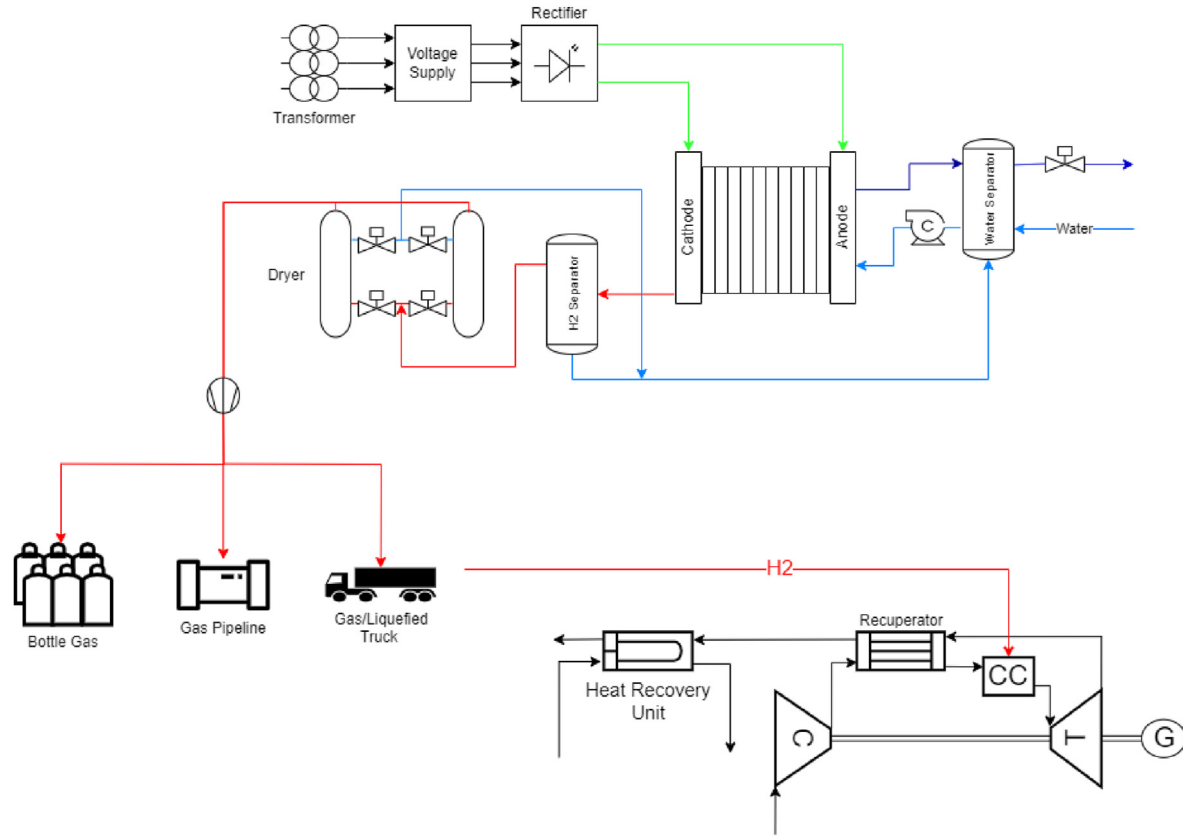 Rectifier
Voltage
Supply
Transformer
Cathode
Anode
Water Separator
C
Water
Dryer
H2 Separator
Bottle Gas
Gas Pipeline
Gas/Liquefied
Truck
H2
Recuperator
CC
Heat Recovery
Unit
C
T
G